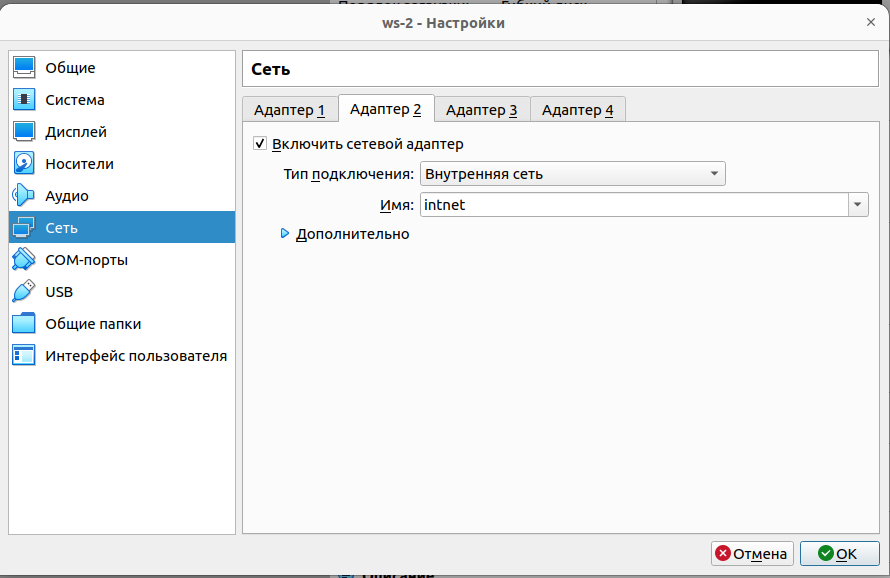 ws-2 - Настройки
Общие
Система
Дисплей
Носители
Аудио
Сеть
COM-порты
USB
Общие папки
Интерфейс пользователя
Сеть
Адаптер 1 Адаптер 2 Адаптер 3 Адаптер 4
Включить сетевой адаптер
Тип подключения: Внутренняя сеть
Имя: intnet
Дополнительно
Отмена OK